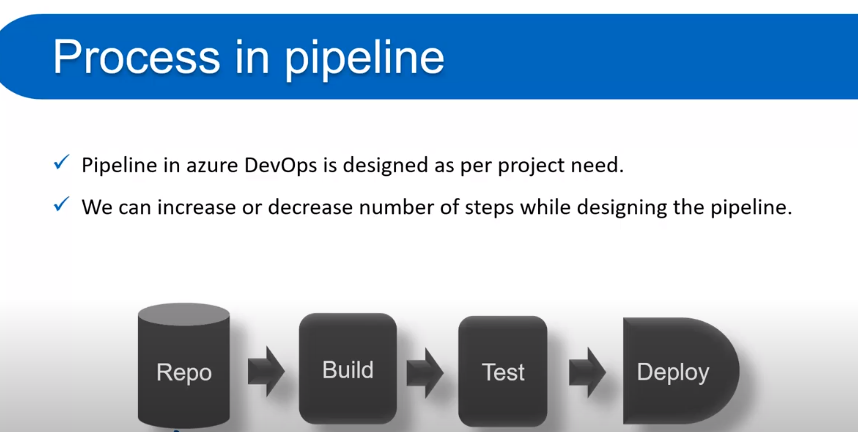 Process in pipeline
Pipeline in azure DevOps is designed as per project need.
We can increase or decrease number of steps while designing the pipeline.
Repo
Build
Test
Deploy